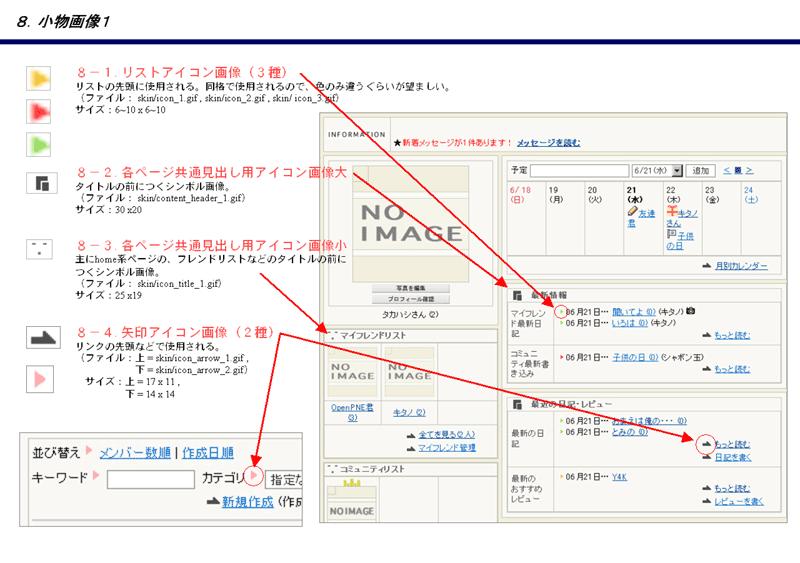 ８．小物画像１
８－１．リストアイコン画像（３種）
リストの先頭に使用される。同格で使用されるので、色のみ違うぐらいが望ましい。
（ファイル： skin/icon_1.gif , skin/icon_2.gif , skin/ icon_3.gif）
サイズ：6~10 x 6~10
８－２．各ページ共通見出し用アイコン画像大
タイトルの前につくシンボル画像。
（ファイル： skin/content_header_1.gif）
サイズ：30 x20
８－３．各ページ共通見出し用アイコン画像小
主にhome系ページの、フレンドリストなどのタイトルの前に
つくシンボル画像。
（ファイル： skin/icon_title_1.gif）
サイズ：25 x19
８－４．矢印アイコン画像（２種）
リンクの先頭などで使用される。
（ファイル：上＝skin/icon_arrow_1.gif ,
下＝skin/icon_arrow_2.gif）
サイズ：上＝17 x 11 ,
下＝14 x 14
並び替え メンバー数順 | 作成日順
キーワード カテゴリ 指定な
新規作成 (作成
INFORMATION
★新着メッセージが1件あります！ メッセージを読む
NO IMAGE
写真を編集
プロフィール確認
タカハシさん (2)
マイフレンドリスト
NO IMAGE
NO IMAGE
OpenPNE君 (3)
キタノ (2)
全てを見る(2人)
マイフレンド管理
コミュニティリスト
NO IMAGE
予定 6/21(水) 追加 < 週 >
6/18 (日)
19 (月)
20 (火)
21 (水)
友達君
22 (木)
キタノさん
子供の日
23 (金)
24 (土)
月別カレンダー
最新情報
マイフレンド最新日記
06月21日… 聞いてよ (0) (キタノ)
06月21日… いろは (0) (キタノ)
もっと読む
コミュニティ最新書き込み
06月21日… 子供の日 (0) (シャボン玉)
もっと読む
最近の日記・レビュー
最新の日記
06月21日… おまえは俺の・・・ (0)
06月21日… とみの (0)
もっと読む
日記を書く
最新のおすすめレビュー
06月21日… Y4K
もっと読む
レビューを書く